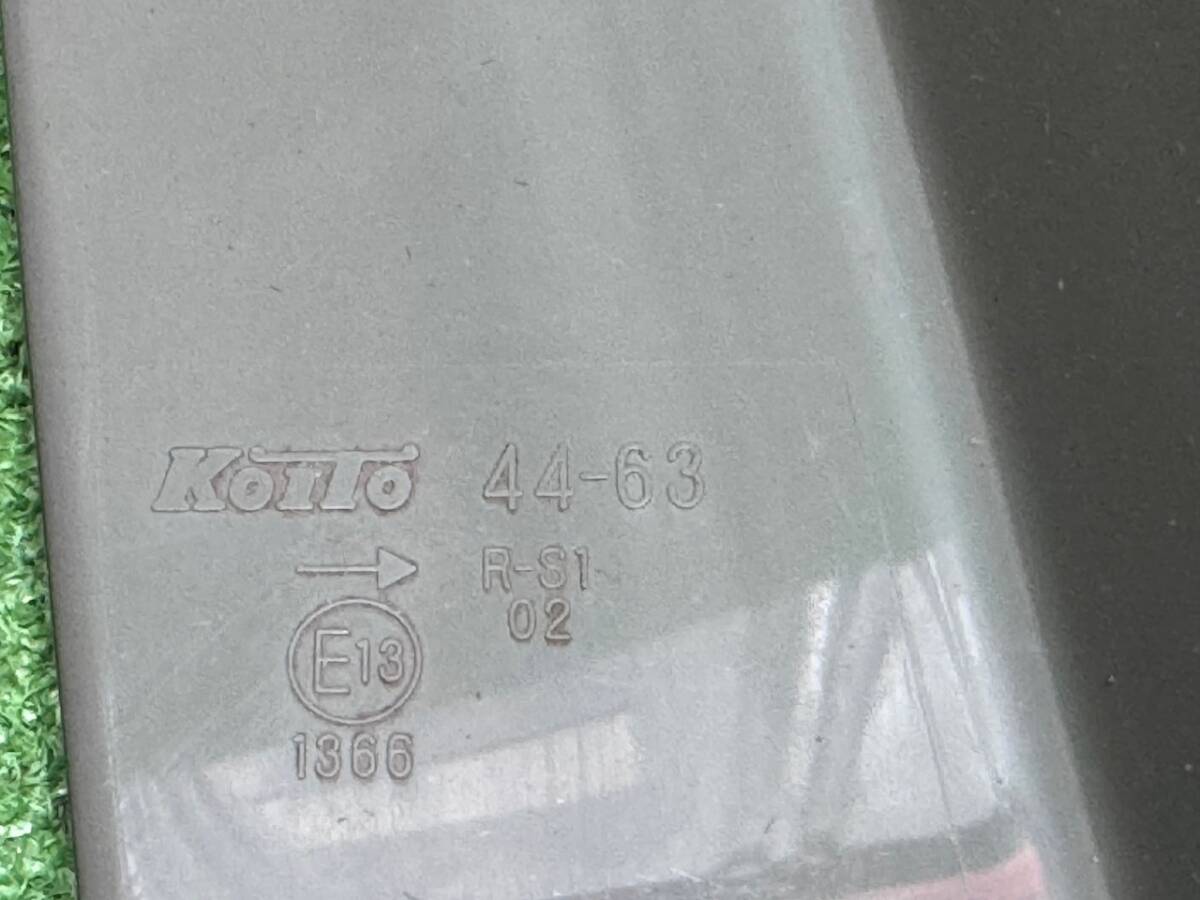 KOITO 44-63
→ R-S1
02
E13
1366